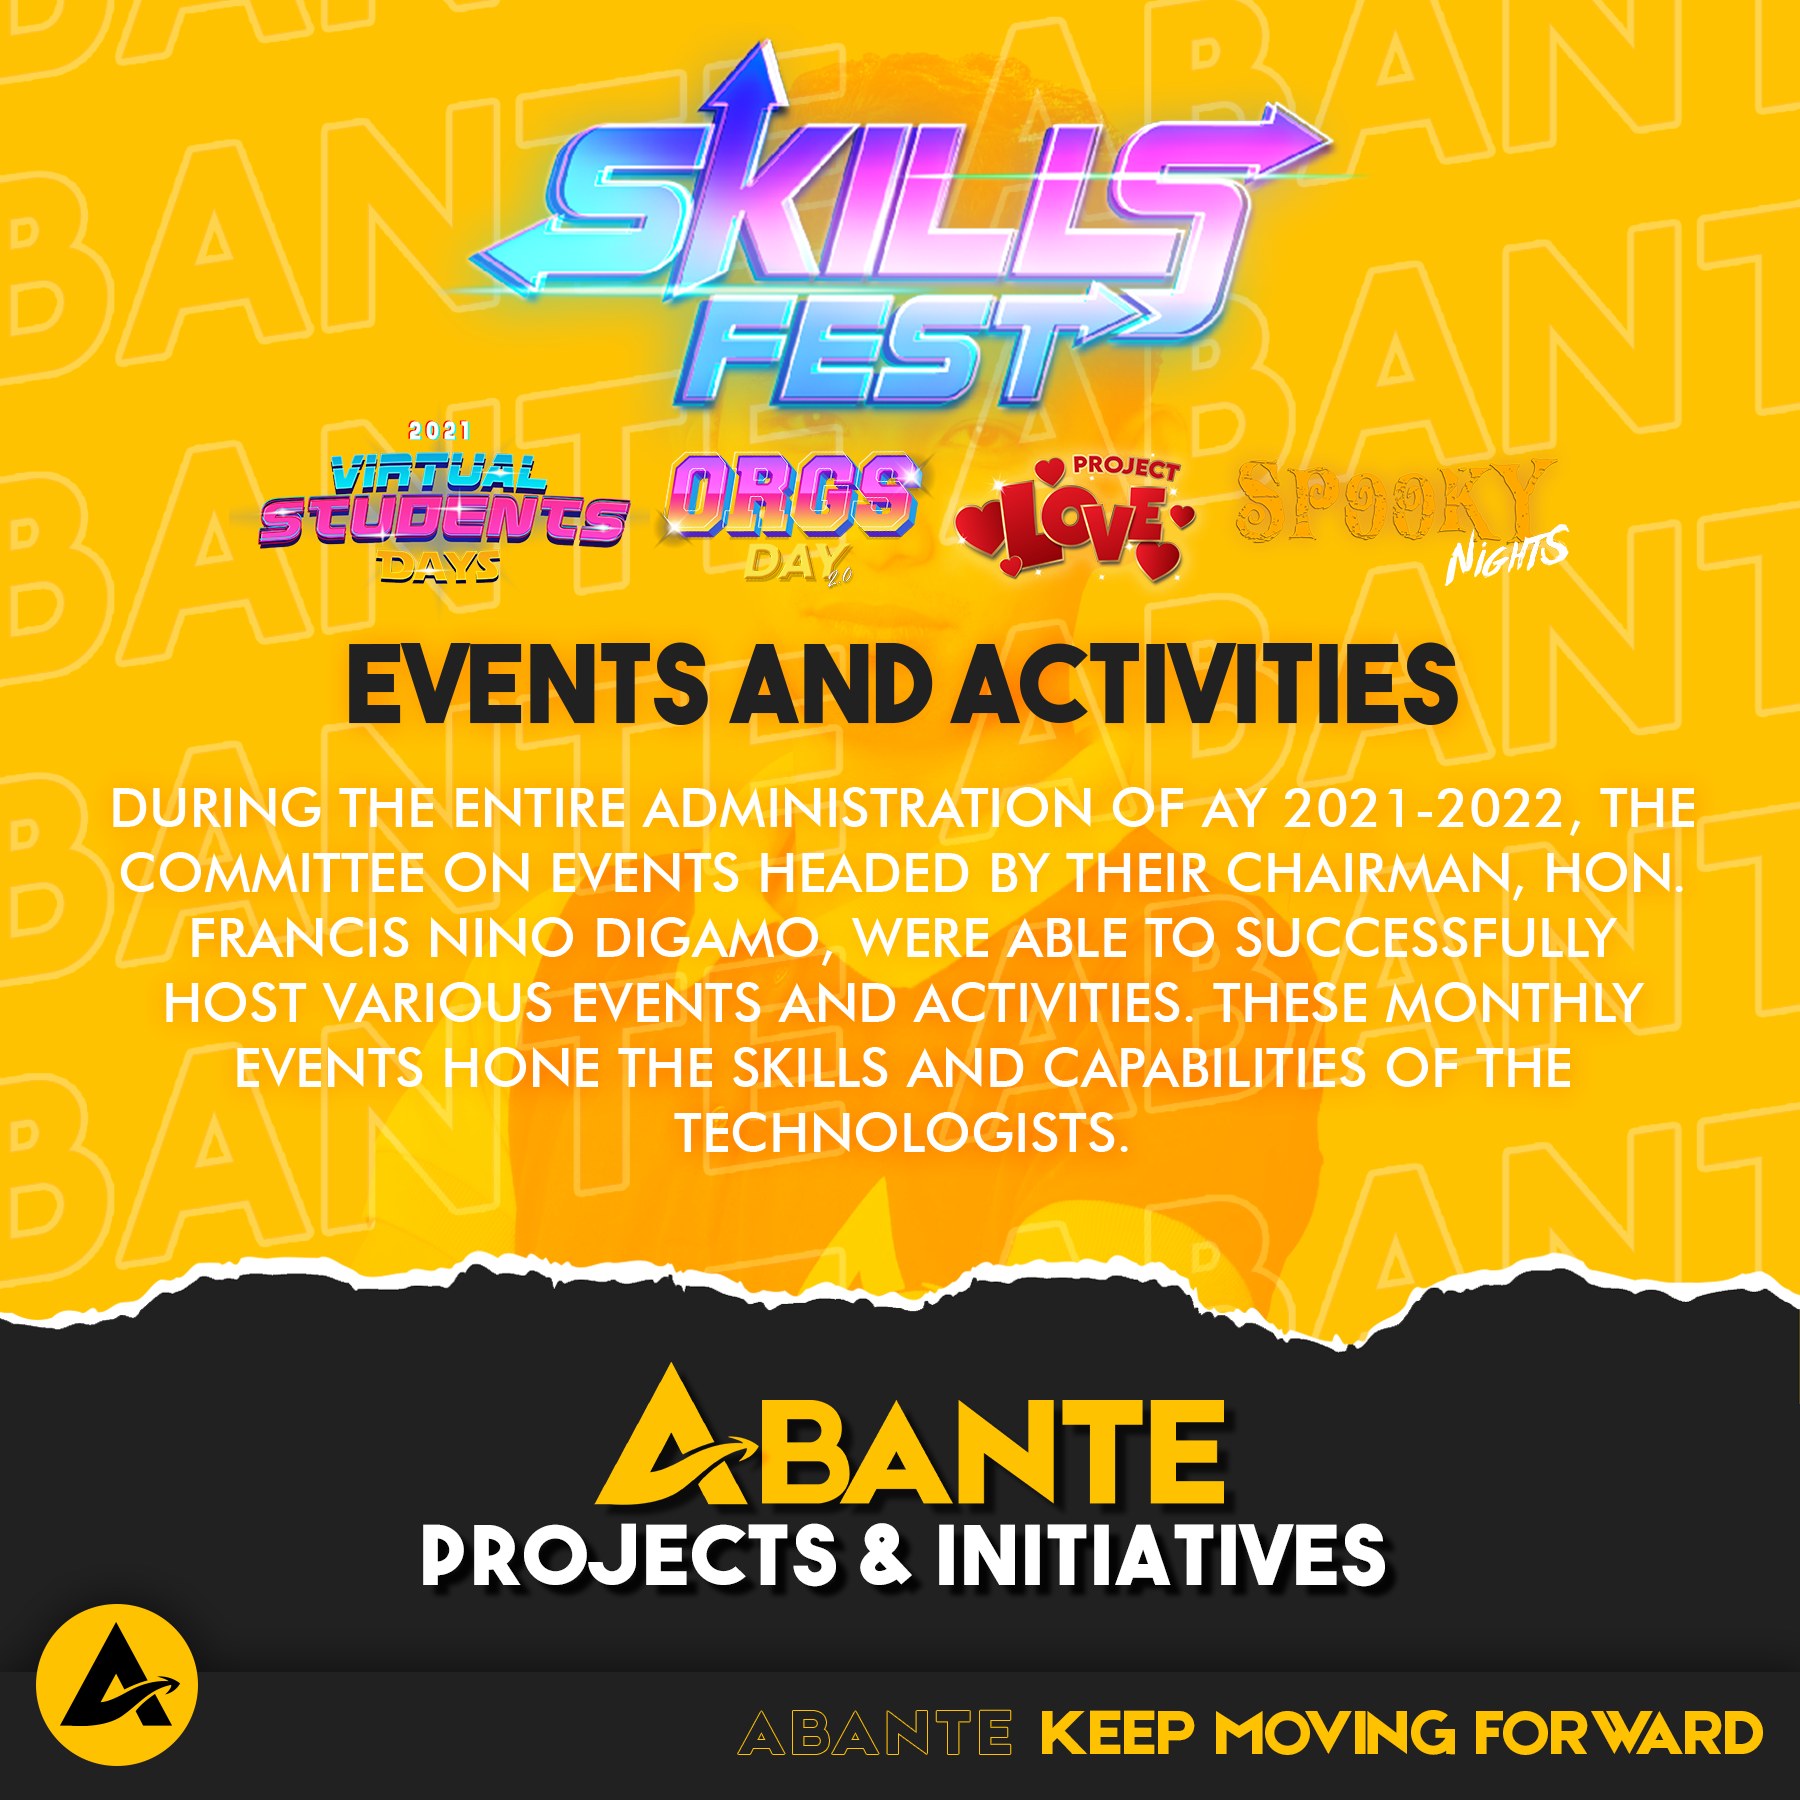 SKILLS
FEST
2021
VIRTUAL
STUDENTS
DAYS
ORGS
DAY 2.0
PROJECT
LOVE
SPOOKY
NIGHTS
EVENTS AND ACTIVITIES
DURING THE ENTIRE ADMINISTRATION OF AY 2021-2022, THE
COMMITTEE ON EVENTS HEADED BY THEIR CHAIRMAN, HON.
FRANCIS NINO DIGAMO, WERE ABLE TO SUCCESSFULLY
HOST VARIOUS EVENTS AND ACTIVITIES. THESE MONTHLY
EVENTS HONE THE SKILLS AND CAPABILITIES OF THE
TECHNOLOGISTS.
ABANTE
PROJECTS & INITIATIVES
ABANTE KEEP MOVING FORWARD